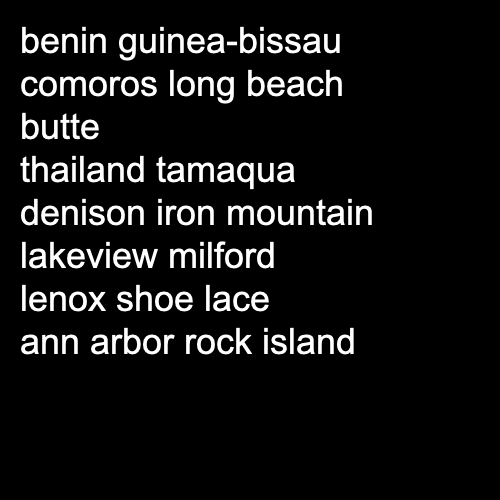 benin guinea-bissau
comoros long beach
butte
thailand tamaqua
denison iron mountain
lakeview milford
lenox shoe lace
ann arbor rock island